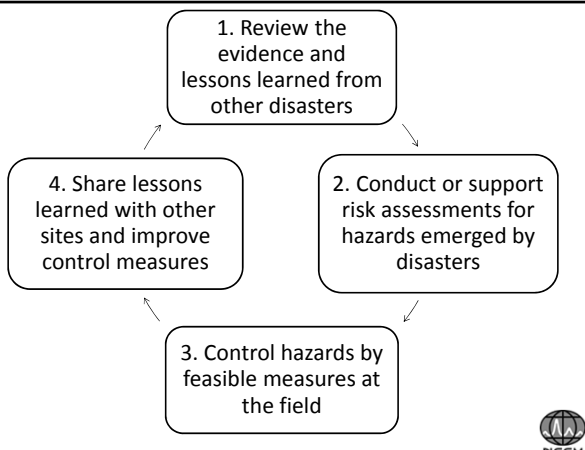 1. Review the
evidence and
lessons learned from
other disasters
2. Conduct or support
risk assessments for
hazards emerged by
disasters
3. Control hazards by
feasible measures at
the field
4. Share lessons
learned with other
sites and improve
control measures